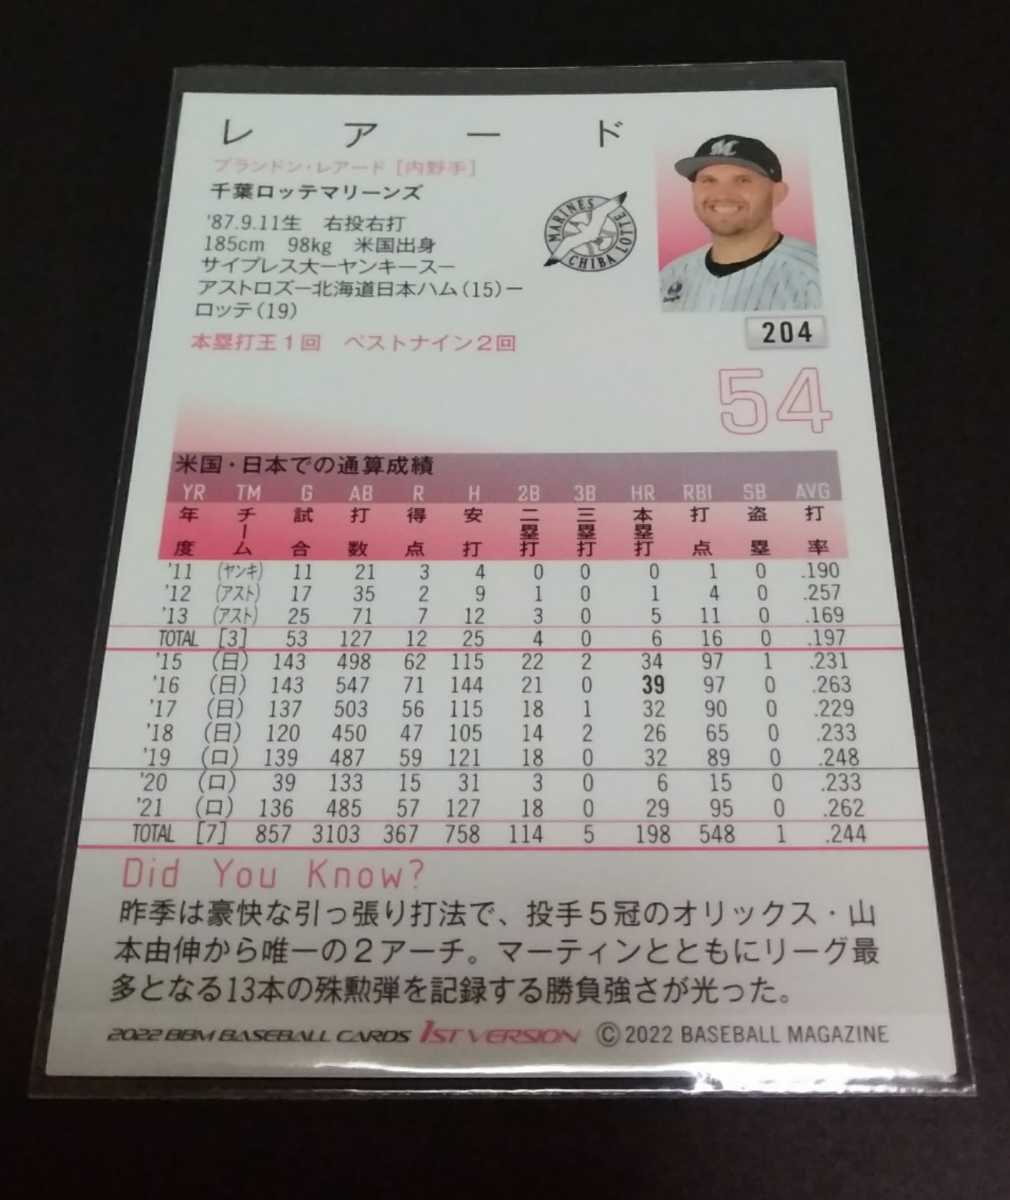 レアード
ブランドン・レアード [内野手]
千葉ロッテマリーンズ
'87.9.11生 右投右打
185cm 98kg 米国出身
サイプレス大ーヤンキースー
アストロズー北海道日本ハム(15)ー
ロッテ(19)
本塁打王1回 ベストナイン2回
MARINES
CHIBA LOTTE
M
204
54
米国・日本での通算成績
YR TM G AB R H 2B 3B HR RBI SB AVG
年度 チーム 試合 打数 得点 安打 二塁打 三塁打 本塁打 打点 盗塁 打率
'11 (ヤンキ) 11 21 3 4 0 0 0 1 0 .190
'12 (アスト) 17 35 2 9 1 0 1 4 0 .257
'13 (アスト) 25 71 7 12 3 0 5 11 0 .169
TOTAL [3] 53 127 12 25 4 0 6 16 0 .197
'15 (日) 143 498 62 115 22 2 34 97 1 .231
'16 (日) 143 547 71 144 21 0 39 97 0 .263
'17 (日) 137 503 56 115 18 1 32 90 0 .229
'18 (日) 120 450 47 105 14 2 26 65 0 .233
'19 (ロ) 139 487 59 121 18 0 32 89 0 .248
'20 (ロ) 39 133 15 31 3 0 6 15 0 .233
'21 (ロ) 136 485 57 127 18 0 29 95 0 .262
TOTAL [7] 857 3103 367 758 114 5 198 548 1 .244
Did You Know?
昨季は豪快な引っ張り打法で、投手5冠のオリックス・山
本由伸から唯一の2アーチ。マーティンとともにリーグ最
多となる13本の殊勲弾を記録する勝負強さが光った。
2022 BBM BASEBALL CARDS 1ST VERSION © 2022 BASEBALL MAGAZINE